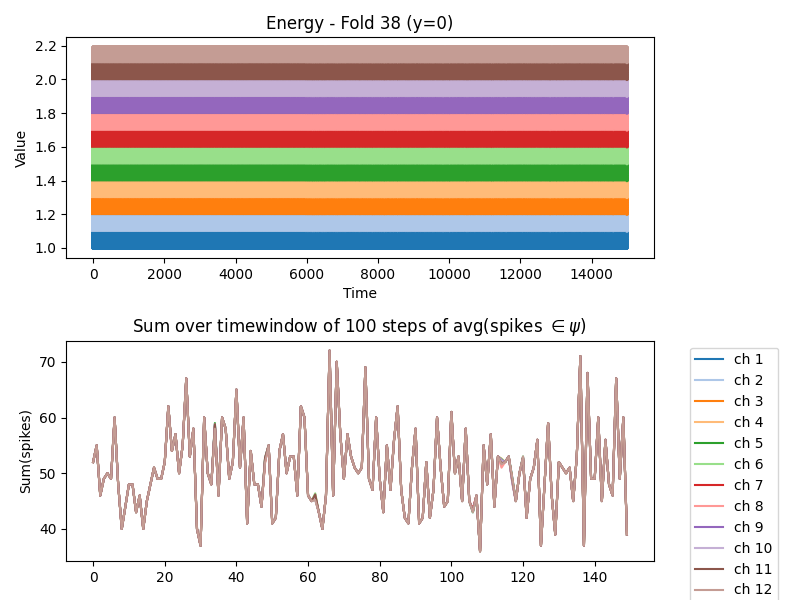 Energy - Fold 38 (y=0)
Value
2.2
2.0
1.8
1.6
1.4
1.2
1.0
0 2000 4000 6000 8000 10000 12000 14000
Time
Sum over timewindow of 100 steps of avg(spikes ∈ ψ)
Sum(spikes)
70
60
50
40
0 20 40 60 80 100 120 140
ch 1
ch 2
ch 3
ch 4
ch 5
ch 6
ch 7
ch 8
ch 9
ch 10
ch 11
ch 12